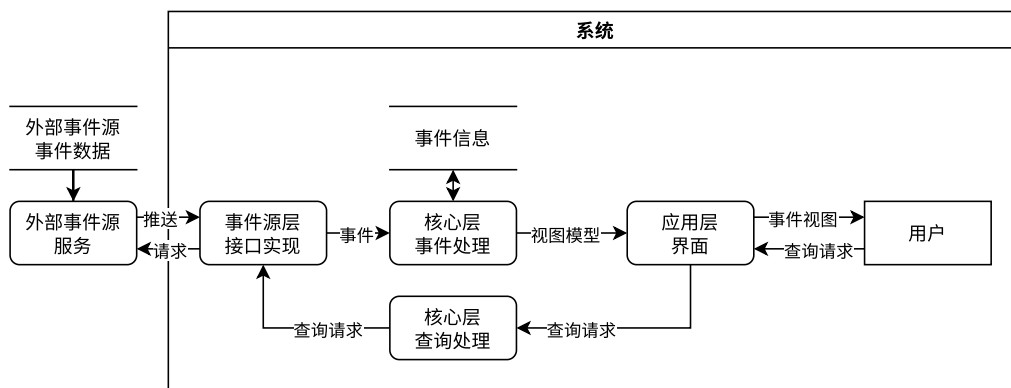 系统
外部事件源
事件数据
事件信息
外部事件源
服务
推送
请求
事件源层
接口实现
事件
核心层
事件处理
视图模型
应用层
界面
事件视图
查询请求
用户
查询请求
核心层
查询处理
查询请求